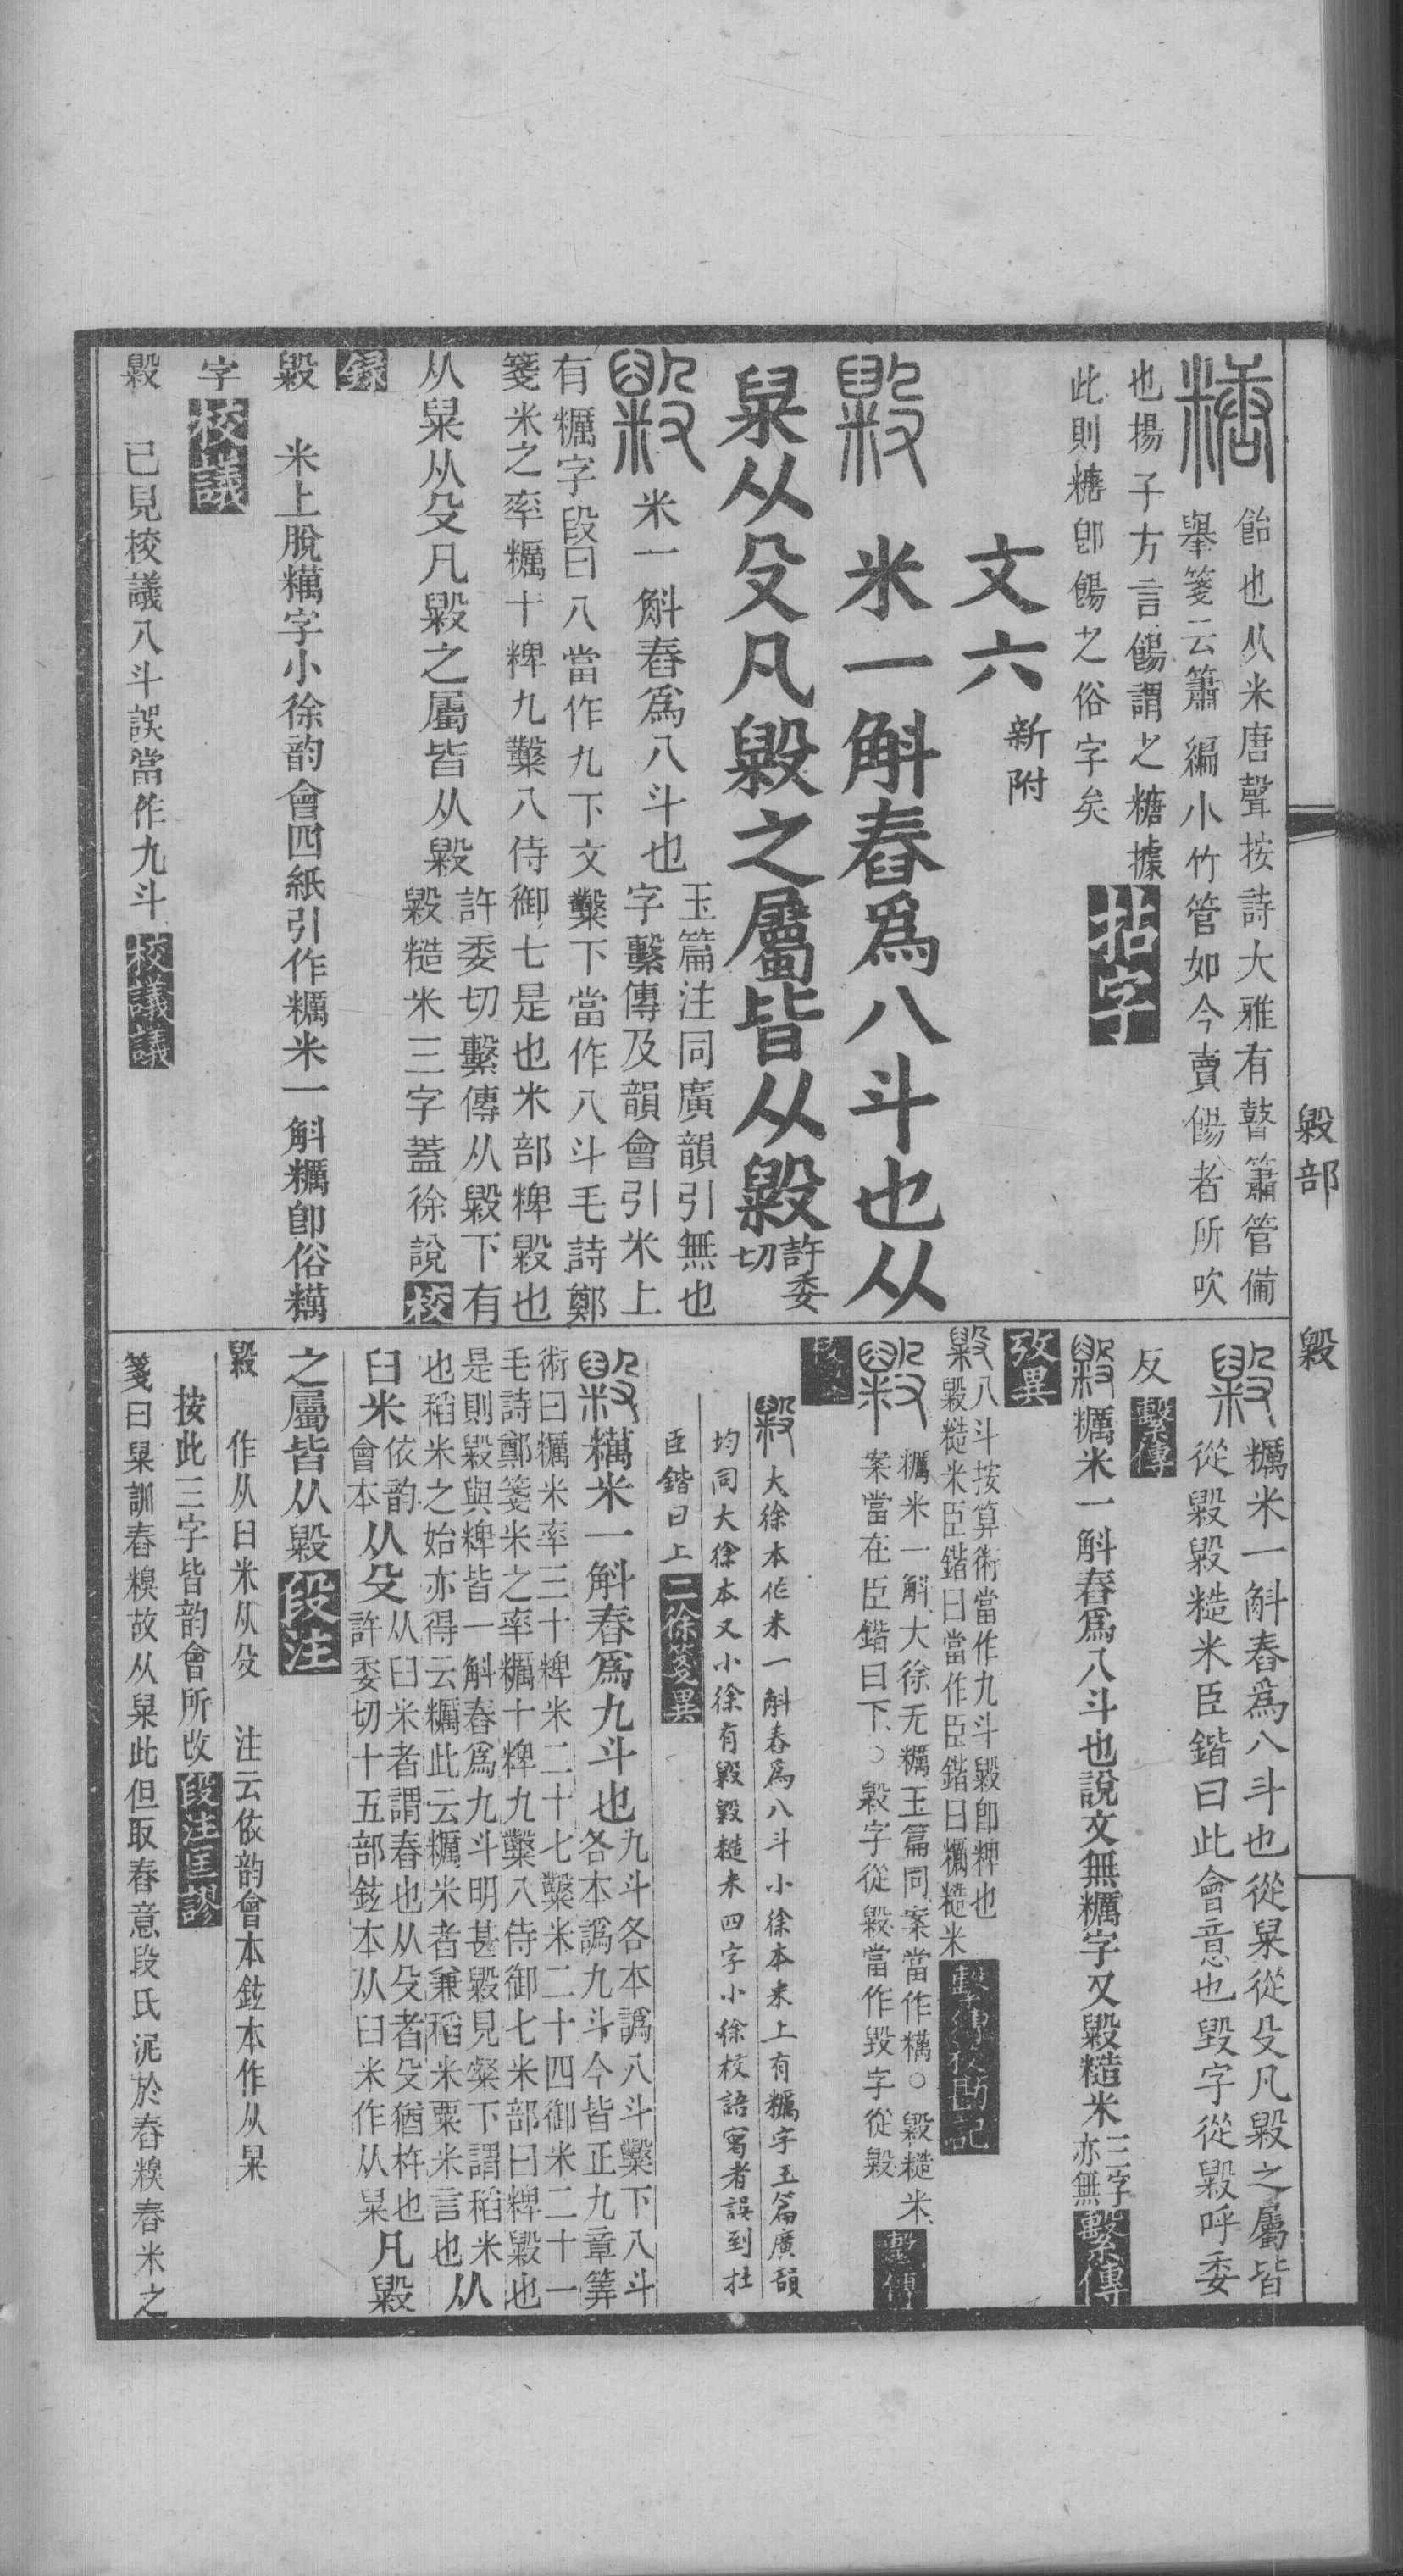 糖
飴也从米唐聲按詩大雅有瞽簫管備
舉箋云簫編小竹管如今賣餳者所吹
也揚子方言餳謂之糖據
此則糖卽餳之俗字矣
拈字
文六
新附
毇
米一斛舂爲八斗也从
臼米从殳凡毇之屬皆从毇
許委
切
毇
米一斛舂爲八斗也
玉篇注同廣韻引無也
字繫傳及韻會引米上
有糲字段曰八當作九下文糳下當作八斗毛詩鄭
箋米之率糲十粺九糳八侍御七是也米部粺毇也
从臼米从殳凡毇之屬皆从毇
許委切繫傳从毇下有
毇糙米三字蓋徐說
校
錄
毇 米上脫糲字小徐韵會四紙引作糲米一斛糲卽俗糲
字
校議
毇 已見校議八斗誤當作九斗
校議議
毇部
毇
毇
糲米一斛舂爲八斗也從臼米從殳凡毇之屬皆
從毇毇糙米臣鍇曰此會意也毀字從毇呼委
反
繫傳
毇
糲米一斛舂爲八斗也說文無糲字又毇糙米
三字
亦無
繫傳
攷異
毇
八斗按算術當作九斗毇卽粺也
毇毇糙米臣鍇曰當作臣鍇曰糲糙米
繫傳校勘記
毇
糲米一斛大徐无糲玉篇同案當作糲○毇糙米
案當在臣鍇曰下○毇字從毇當作毀字從毇
繫傳
毇
大徐本作米一斛舂爲八斗小徐本米上有糲字玉篇廣韻
均同大徐本又小徐有毇毇糙米四字小徐校語寫者誤到在
臣鍇曰上
二徐箋異
毇
糲米一斛舂爲九斗也
九斗各本譌八斗糳下八斗
各本譌九斗今皆正九章筭
術曰糲米率三十粺米二十七糳米二十四御米二十一
毛詩鄭箋米之率糲十粺九糳八侍御七米部曰粺毇也
是則毇與粺皆一斛舂爲九斗明甚毇見粲下謂稻米
也稻米之始亦得云糲此云糲米者兼稻米粟米言也
从
臼米
依韵
會本
从殳
从臼米者謂舂也从殳者殳猶杵也
許委切十五部鉉本从臼米作从臼米
凡毇
之屬皆从毇
段注
毇 作从臼米从殳 注云依韵會本鉉本作从臼米
按此三字皆韵會所改
段注匡謬
箋曰臼米訓舂糗故从臼米此但取舂意段氏泥於舂糗舂米之